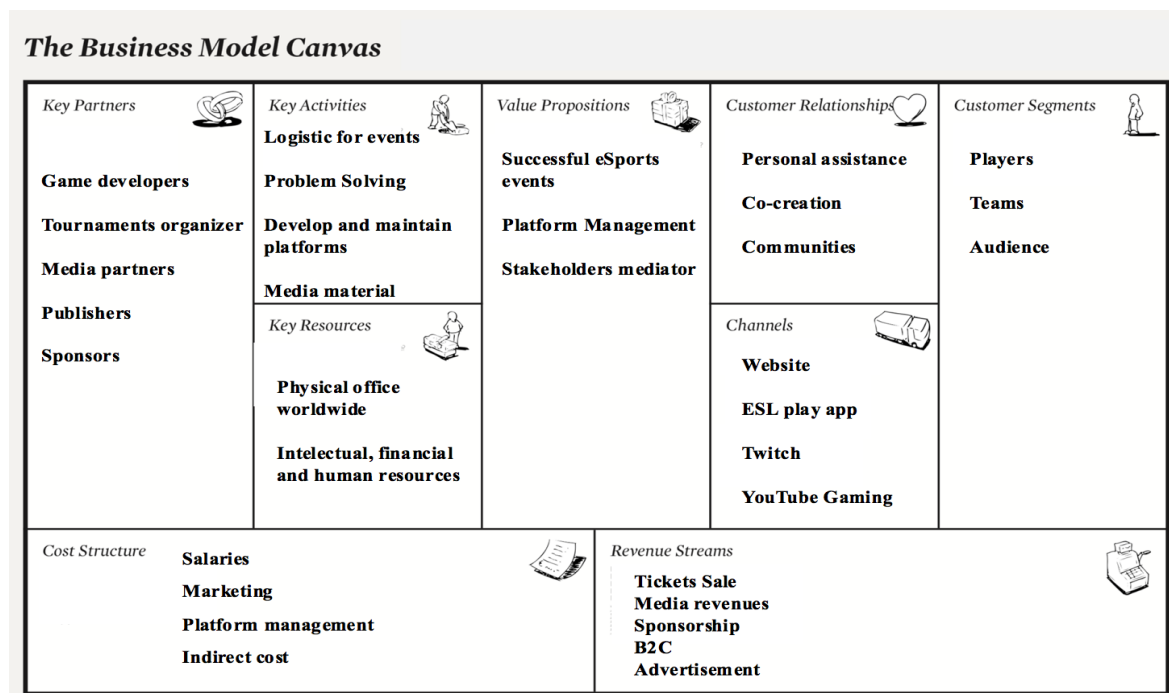 The Business Model Canvas
Key Partners
Game developers
Tournaments organizer
Media partners
Publishers
Sponsors
Key Activities
Logistic for events
Problem Solving
Develop and maintain
platforms
Media material
Key Resources
Physical office
worldwide
Intelectual, financial
and human resources
Value Propositions
Successful eSports
events
Platform Management
Stakeholders mediator
Customer Relationships
Personal assistance
Co-creation
Communities
Channels
Website
ESL play app
Twitch
YouTube Gaming
Customer Segments
Players
Teams
Audience
Cost Structure
Salaries
Marketing
Platform management
Indirect cost
Revenue Streams
Tickets Sale
Media revenues
Sponsorship
B2C
Advertisement